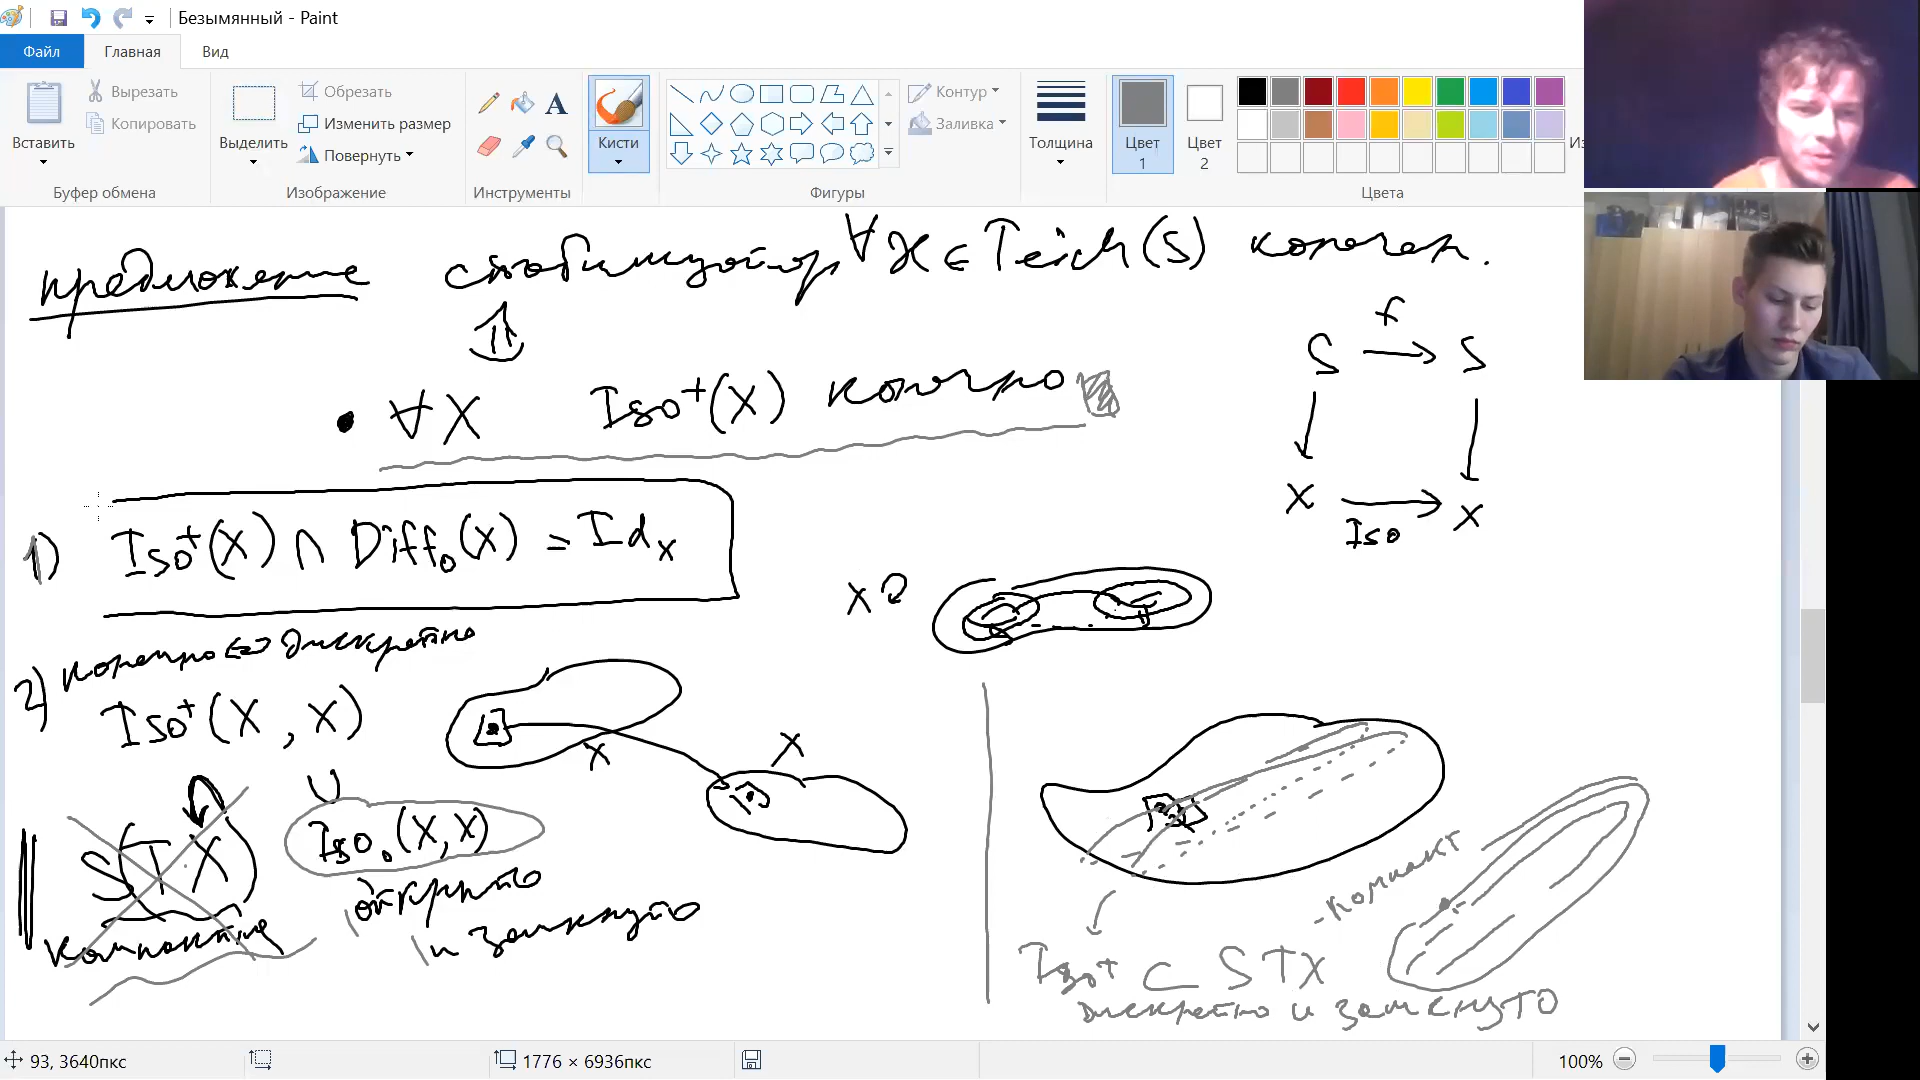 Безымянный - Paint
Файл
Главная
Вид
Вставить
Вырезать
Копировать
Буфер обмена
Выделить
Обрезать
Изменить размер
Повернуть
Изображение
Инструменты
Кисти
Фигуры
Контур
Заливка
Толщина
Цвет 1
Цвет 2
Цвета
предложение стабилизатор ∀ X ∈ Teich(S) конечен.
⇑
• ∀X Iso⁺(X) конечно
f
S → S
X → X
Iso
1) Iso⁺(X) ∩ Diff₀(X) = Id_X
X
2) конечно ⇔ дискретно
Iso⁺(X, X)
X
X
∪
S(TX)
Iso₀(X, X)
компактна
открыто
и замкнуто
- компакт
Iso⁺ ⊂ STX
дискретно и замкнуто
93, 3640пкс
1776 × 6936пкс
100%